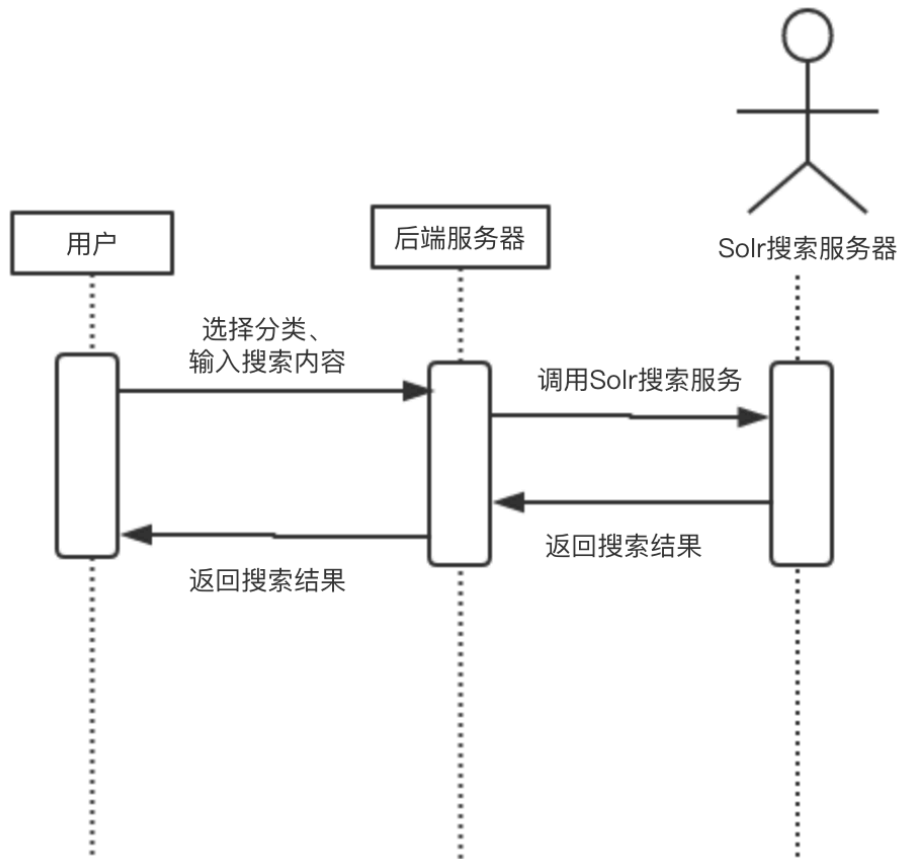 用户
后端服务器
Solr搜索服务器
选择分类、
输入搜索内容
调用Solr搜索服务
返回搜索结果
返回搜索结果